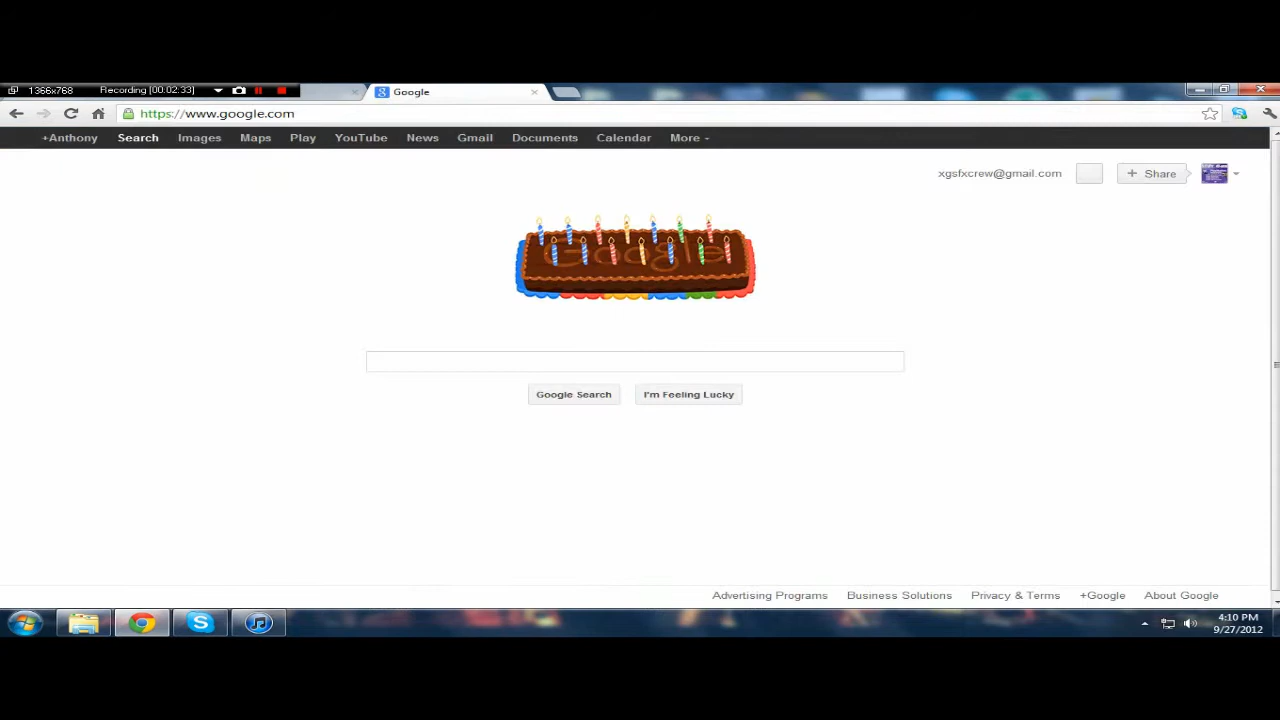 1366x768 Recording [00:02.33]
Google
https://www.google.com
+Anthony Search Images Maps Play YouTube News Gmail Documents Calendar More
xgsfxcrew@gmail.com + Share
Google
Google Search I'm Feeling Lucky
Advertising Programs Business Solutions Privacy & Terms +Google About Google
4:10 PM
9/27/2012